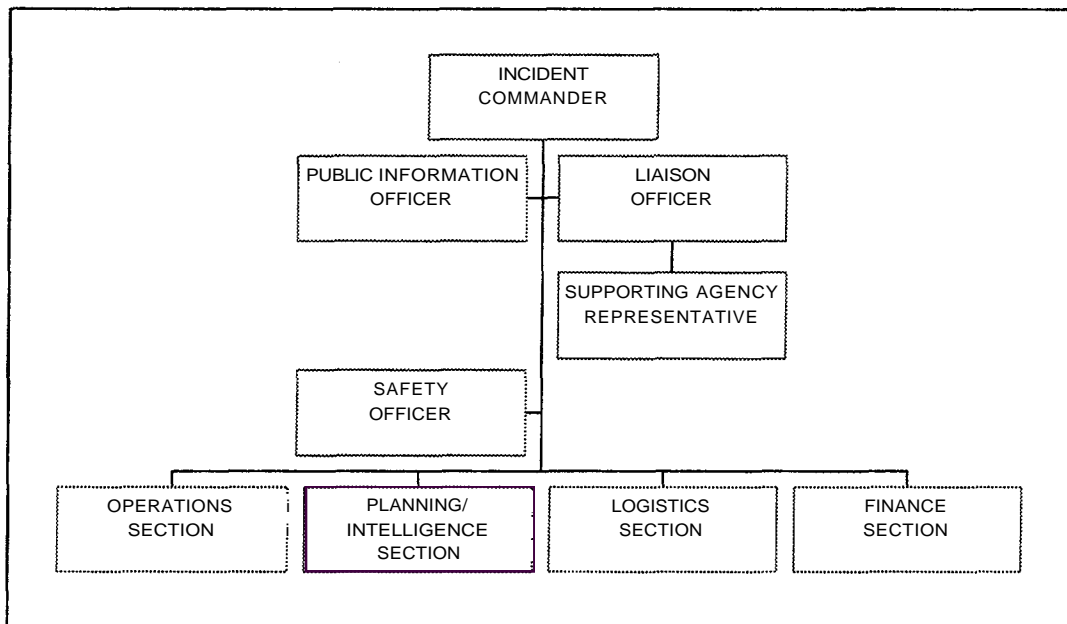 INCIDENT
COMMANDER
PUBLIC INFORMATION
OFFICER
LIAISON
OFFICER
SUPPORTING AGENCY
REPRESENTATIVE
SAFETY
OFFICER
OPERATIONS
SECTION
PLANNING/
INTELLIGENCE
SECTION
LOGISTICS
SECTION
FINANCE
SECTION